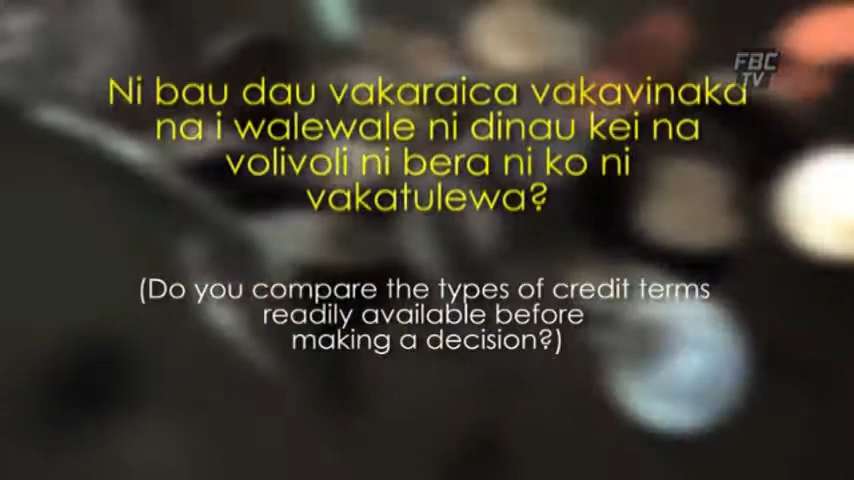 FBC
TV
Ni bau dau vakaraica vakavinaka
na i walewale ni dinau kei na
volivoli ni bera ni ko ni
vakatulewa?
(Do you compare the types of credit terms
readily available before
making a decision?)